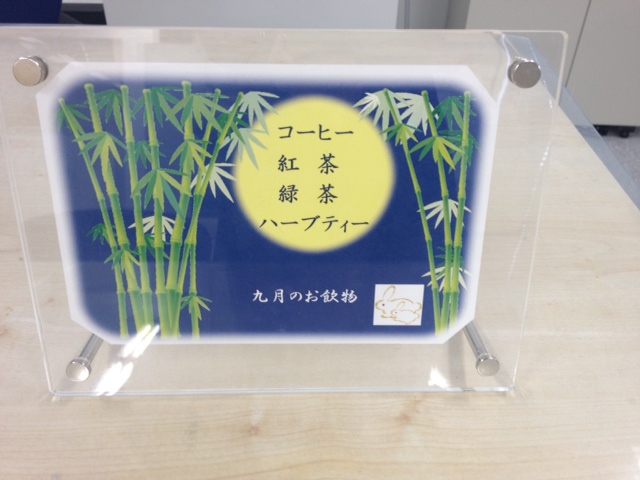 コーヒー
紅茶
緑茶
ハーブティー
九月のお飲物